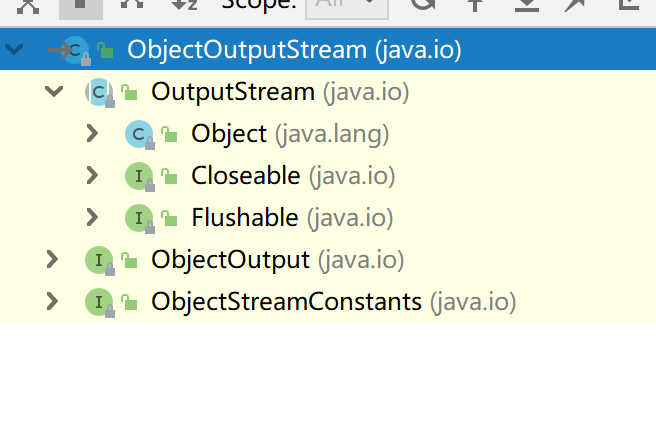 Scope: All
ObjectOutputStream (java.io)
OutputStream (java.io)
Object (java.lang)
Closeable (java.io)
Flushable (java.io)
ObjectOutput (java.io)
ObjectStreamConstants (java.io)